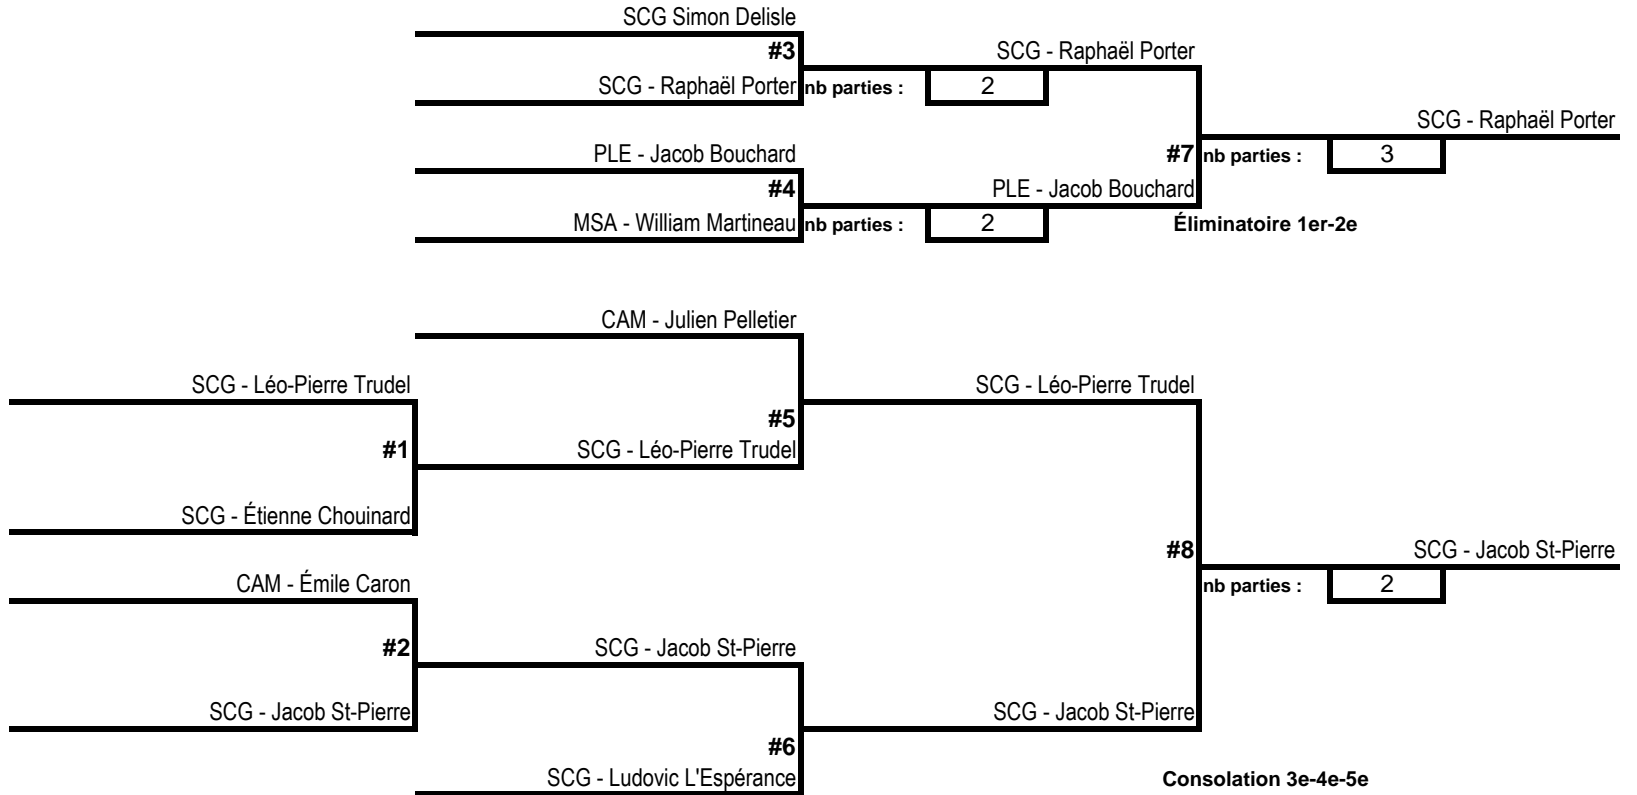 SCG Simon Delisle
#3
SCG - Raphaël Porter
SCG - Raphaël Porter
nb parties :
2
SCG - Raphaël Porter
PLE - Jacob Bouchard
#7
nb parties :
3
#4
PLE - Jacob Bouchard
MSA - William Martineau
nb parties :
2
Éliminatoire 1er-2e
CAM - Julien Pelletier
SCG - Léo-Pierre Trudel
SCG - Léo-Pierre Trudel
#5
#1
SCG - Léo-Pierre Trudel
SCG - Étienne Chouinard
#8
SCG - Jacob St-Pierre
CAM - Émile Caron
nb parties :
2
#2
SCG - Jacob St-Pierre
SCG - Jacob St-Pierre
SCG - Jacob St-Pierre
#6
SCG - Ludovic L'Espérance
Consolation 3e-4e-5e